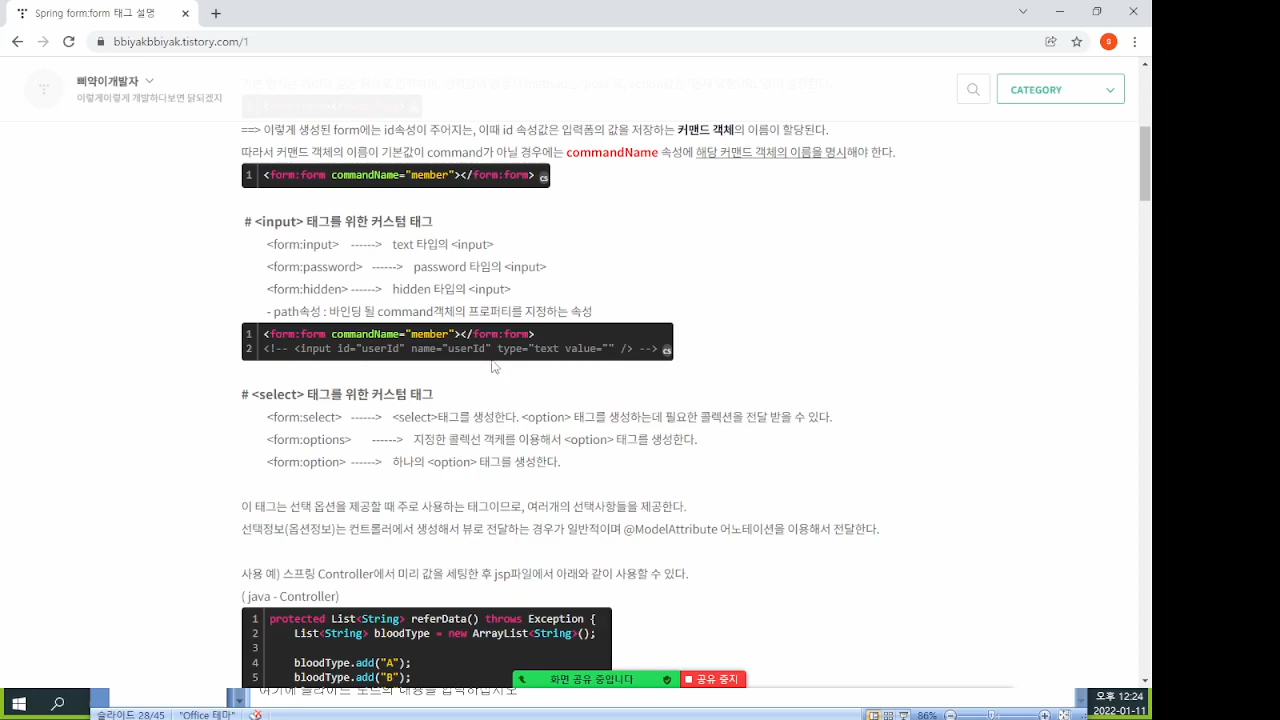 Spring form:form 태그 설명
bbiyakbbiyak.tistory.com/1
S
삐약이개발자
이렇게이렇게 개발하다보면 닭되겠지
CATEGORY
==> 이렇게 생성된 form에는 id속성이 주어지는, 이때 id 속성값은 입력폼의 값을 저장하는 커맨드 객체의 이름이 할당된다.
따라서 커맨드 객체의 이름이 기본값이 command가 아닐 경우에는 commandName 속성에 해당 커맨드 객체의 이름을 명시해야 한다.
1 <form:form commandName="member"></form:form>
cs
# <input> 태그를 위한 커스텀 태그
<form:input> ------> text 타입의 <input>
<form:password> ------> password 타임의 <input>
<form:hidden> ------> hidden 타입의 <input>
- path속성 : 바인딩 될 command객체의 프로퍼티를 지정하는 속성
1 <form:form commandName="member"></form:form>
2 <!-- <input id="userId" name="userId" type="text value="" /> -->
cs
# <select> 태그를 위한 커스텀 태그
<form:select> ------> <select>태그를 생성한다. <option> 태그를 생성하는데 필요한 콜렉션을 전달 받을 수 있다.
<form:options> ------> 지정한 콜렉선 객케를 이용해서 <option> 태그를 생성한다.
<form:option> ------> 하나의 <option> 태그를 생성한다.
이 태그는 선택 옵션을 제공할 때 주로 사용하는 태그이므로, 여러개의 선택사항들을 제공한다.
선택정보(옵션정보)는 컨트롤러에서 생성해서 뷰로 전달하는 경우가 일반적이며 @ModelAttribute 어노테이션을 이용해서 전달한다.
사용 예) 스프링 Controller에서 미리 값을 세팅한 후 jsp파일에서 아래와 같이 사용할 수 있다.
( java - Controller)
1 protected List<String> referData() throws Exception {
2 List<String> bloodType = new ArrayList<String>();
3
4 bloodType.add("A");
5 bloodType.add("B");
화면 공유 중입니다
공유 중지
여기에 슬라이드 노트의 내용을 입력하십시오
슬라이드 28/45 "Office 테마" 86%
오후 12:24
2022-01-11